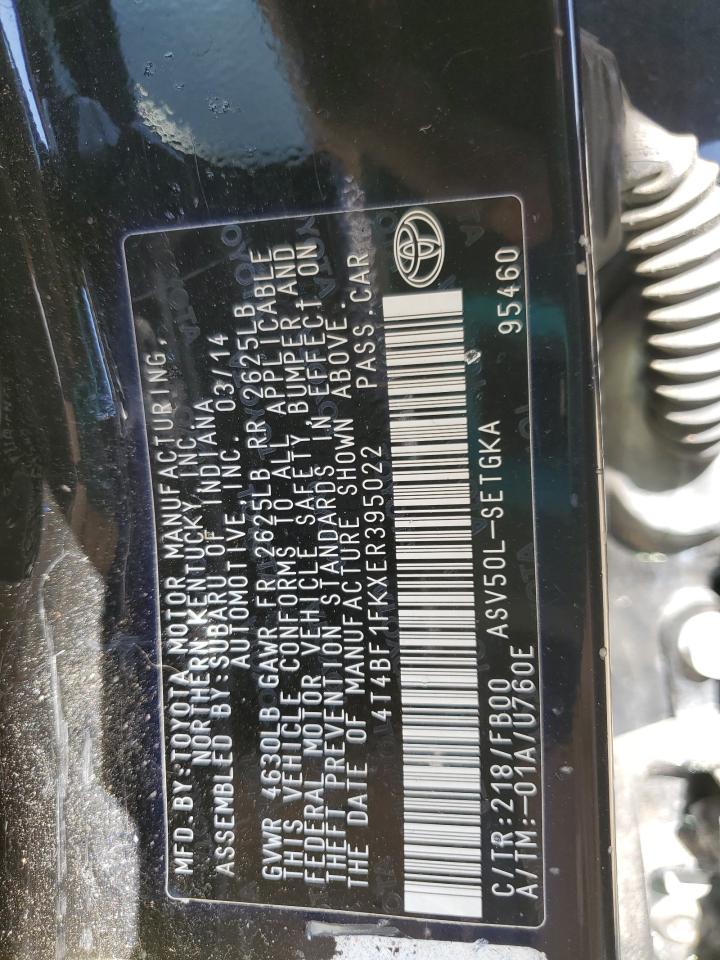 MFD.BY:TOYOTA MOTOR MANUFACTURING,
NORTHERN KENTUCKY, INC.
ASSEMBLED BY:SUBARU OF INDIANA
AUTOMOTIVE INC. 03/14
GVWR 4630LB GAWR FR 2625LB RR 2625LB
THIS VEHICLE CONFORMS TO ALL APPLICABLE
FEDERAL MOTOR VEHICLE SAFETY, BUMPER AND
THEFT PREVENTION STANDARDS IN EFFECT ON
THE DATE OF MANUFACTURE SHOWN ABOVE.
4T4BF1FKXER395022 PASS.CAR
C/TR:218/FB00 ASV50L-SETGKA 95460
A/TM:-01A/U760E